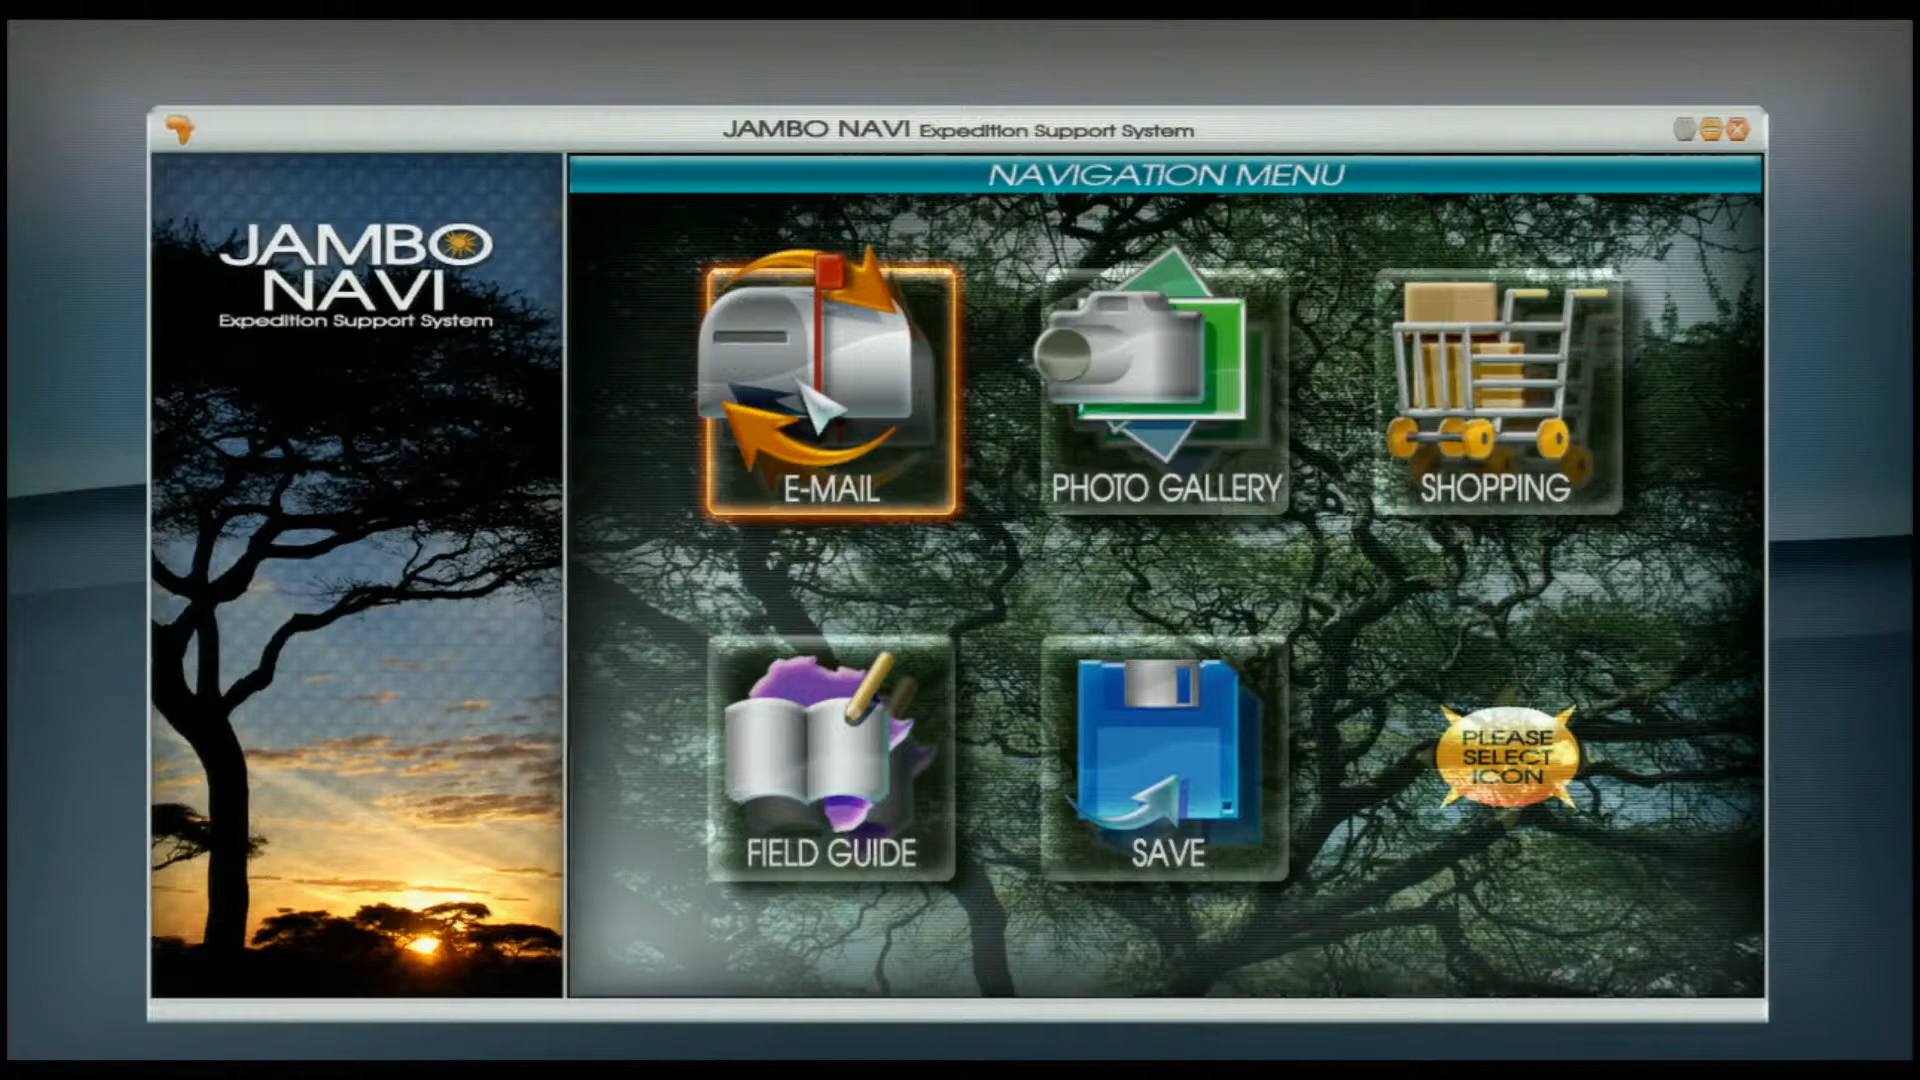 JAMBO NAVI Expedition Support System
NAVIGATION MENU
JAMBO
NAVI
Expedition Support System
E-MAIL
PHOTO GALLERY
SHOPPING
FIELD GUIDE
SAVE
PLEASE
SELECT
ICON